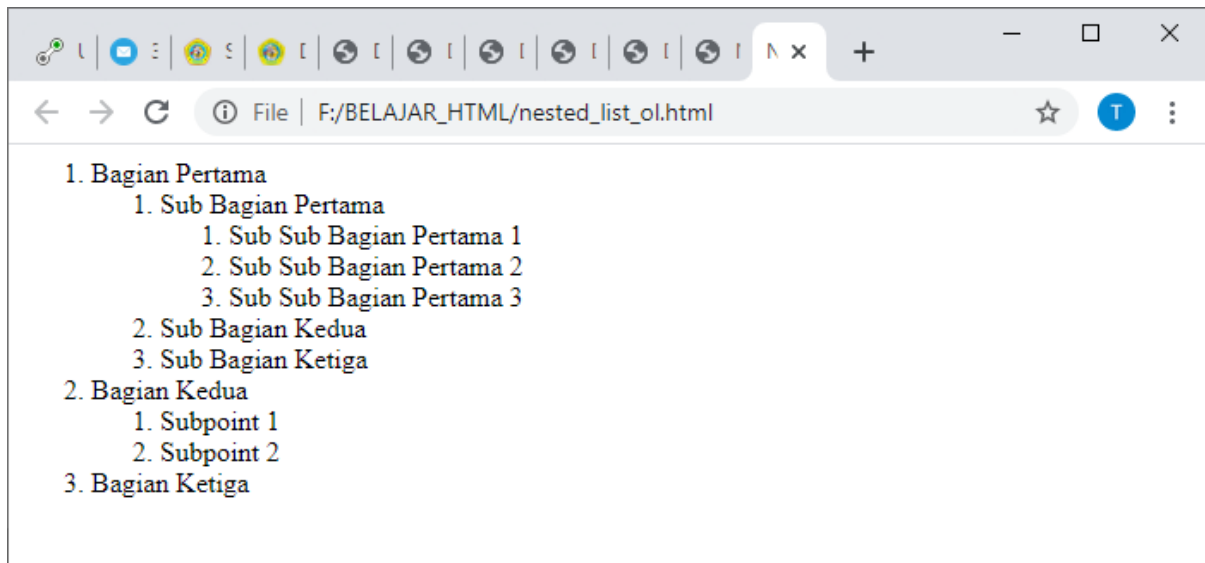 File | F:/BELAJAR_HTML/nested_list_ol.html
T
1. Bagian Pertama
1. Sub Bagian Pertama
1. Sub Sub Bagian Pertama 1
2. Sub Sub Bagian Pertama 2
3. Sub Sub Bagian Pertama 3
2. Sub Bagian Kedua
3. Sub Bagian Ketiga
2. Bagian Kedua
1. Subpoint 1
2. Subpoint 2
3. Bagian Ketiga